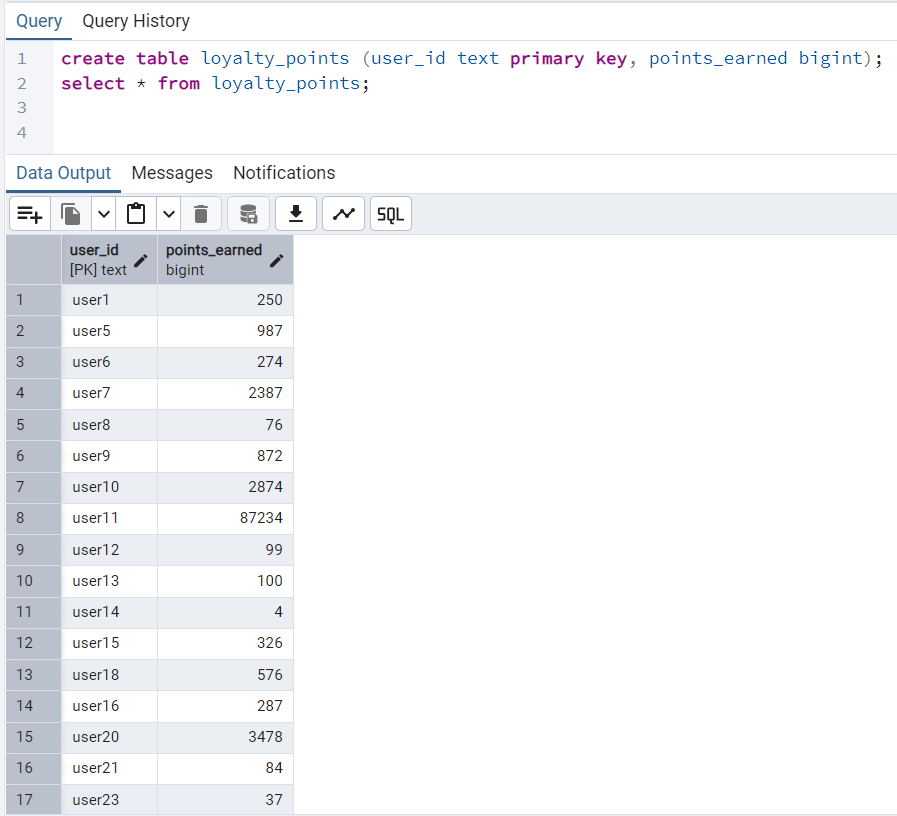 Query Query History
1 create table loyalty_points (user_id text primary key, points_earned bigint);
2 select * from loyalty_points;
3
4
Data Output Messages Notifications
SQL
user_id points_earned
[PK] text bigint
1 user1 250
2 user5 987
3 user6 274
4 user7 2387
5 user8 76
6 user9 872
7 user10 2874
8 user11 87234
9 user12 99
10 user13 100
11 user14 4
12 user15 326
13 user18 576
14 user16 287
15 user20 3478
16 user21 84
17 user23 37